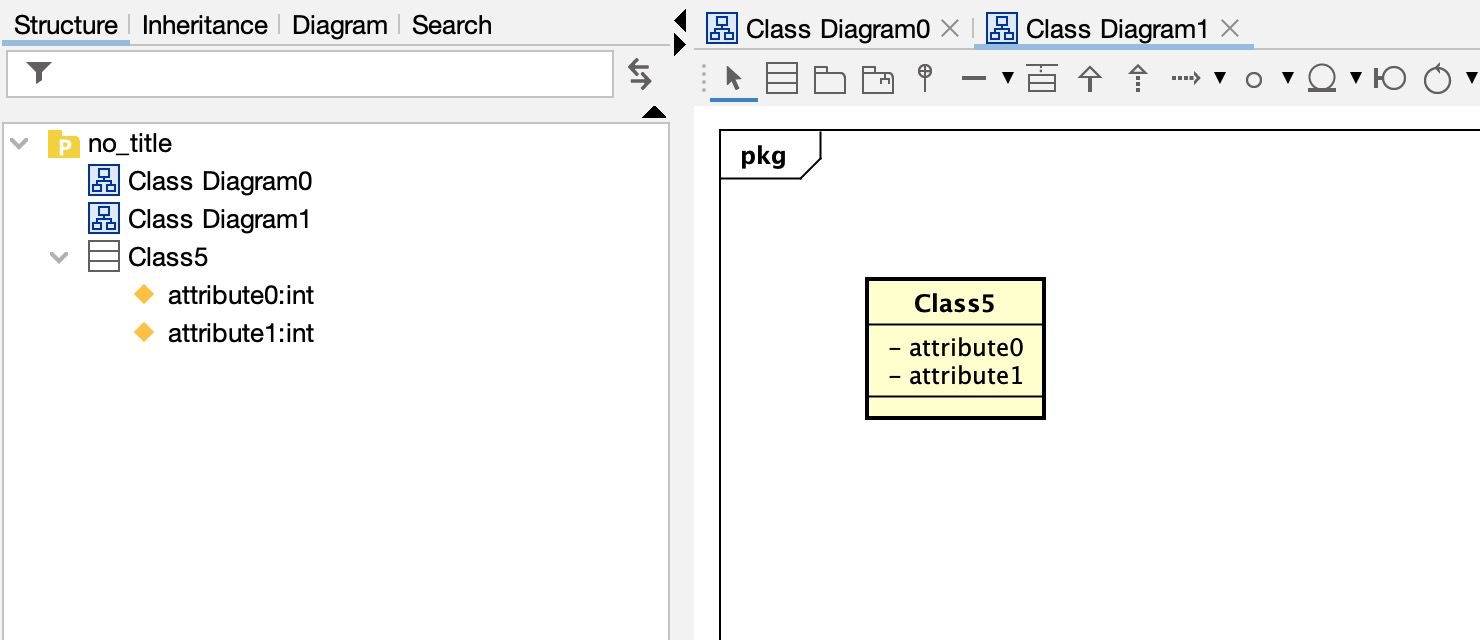 Structure Inheritance Diagram Search
Class Diagram0 Class Diagram1
P no_title
Class Diagram0
Class Diagram1
Class5
attribute0:int
attribute1:int
pkg
Class5
- attribute0
- attribute1